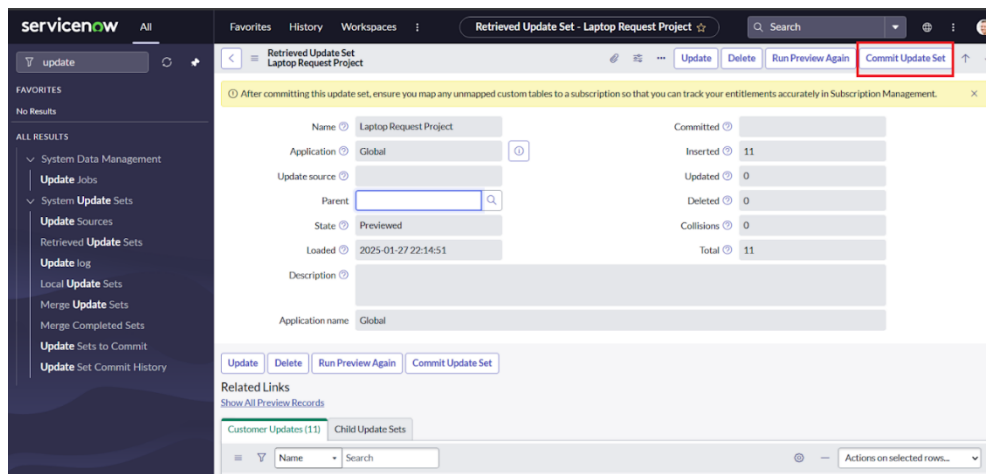 servicenow All Favorites History Workspaces Retrieved Update Set - Laptop Request Project Search
update
FAVORITES
No Results
ALL RESULTS
System Data Management
Update Jobs
System Update Sets
Update Sources
Retrieved Update Sets
Update log
Local Update Sets
Merge Update Sets
Merge Completed Sets
Update Sets to Commit
Update Set Commit History
Retrieved Update Set
Laptop Request Project
Update Delete Run Preview Again Commit Update Set
After committing this update set, ensure you map any unmapped custom tables to a subscription so that you can track your entitlements accurately in Subscription Management.
Name Laptop Request Project
Application Global
Update source
Parent
State Previewed
Loaded 2025-01-27 22:14:51
Committed
Inserted 11
Updated 0
Deleted 0
Collisions 0
Total 11
Description
Application name Global
Update Delete Run Preview Again Commit Update Set
Related Links
Show All Preview Records
Customer Updates (11) Child Update Sets
Name Search Actions on selected rows...